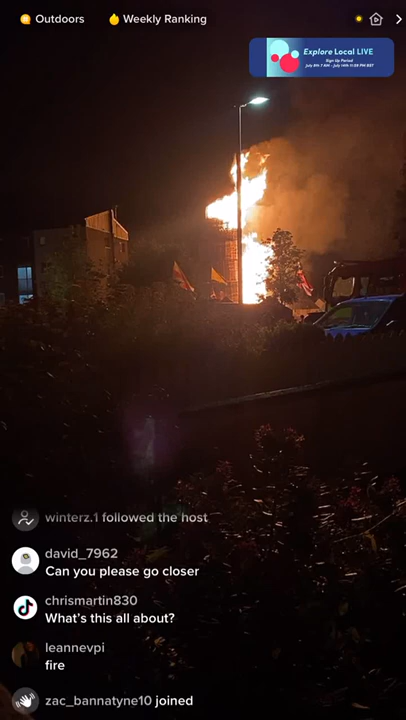 Outdoors
Weekly Ranking
Explore Local LIVE
Sign Up Period
winterz.1 followed the host
david_7962
Can you please go closer
chrismartin830
What's this all about?
leannevpi
fire
zac_bannatyne10 joined